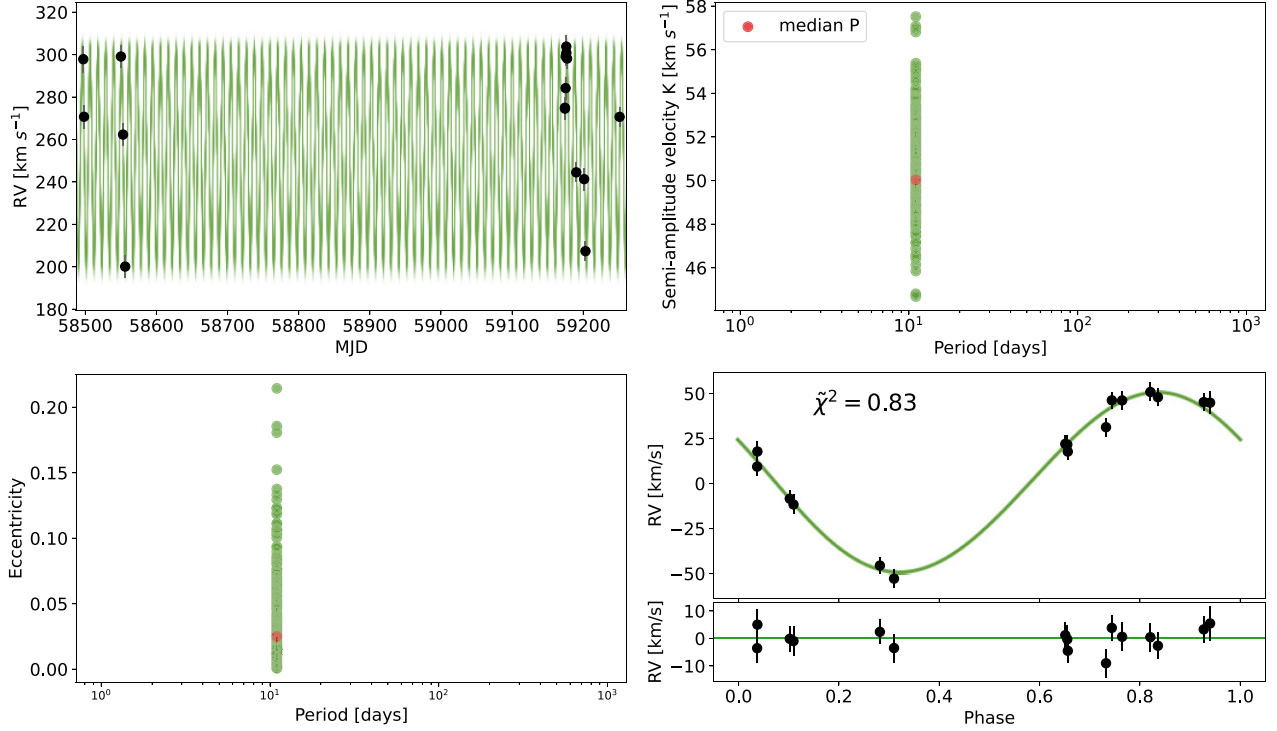 RV [km s⁻¹]
320
300
280
260
240
220
200
180
58500 58600 58700 58800 58900 59000 59100 59200
MJD
Semi-amplitude velocity K [km s⁻¹]
58
56
54
52
50
48
46
median P
10⁰ 10¹ 10² 10³
Period [days]
Eccentricity
0.20
0.15
0.10
0.05
0.00
10⁰ 10¹ 10² 10³
Period [days]
RV [km/s]
50
25
0
−25
−50
χ̃² = 0.83
RV [km/s]
10
0
−10
0.0 0.2 0.4 0.6 0.8 1.0
Phase